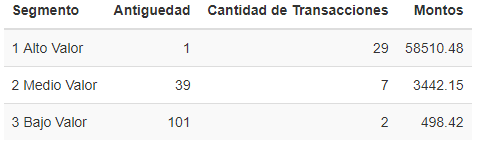 Segmento Antiguedad Cantidad de Transacciones Montos
1 Alto Valor 1 29 58510.48
2 Medio Valor 39 7 3442.15
3 Bajo Valor 101 2 498.42